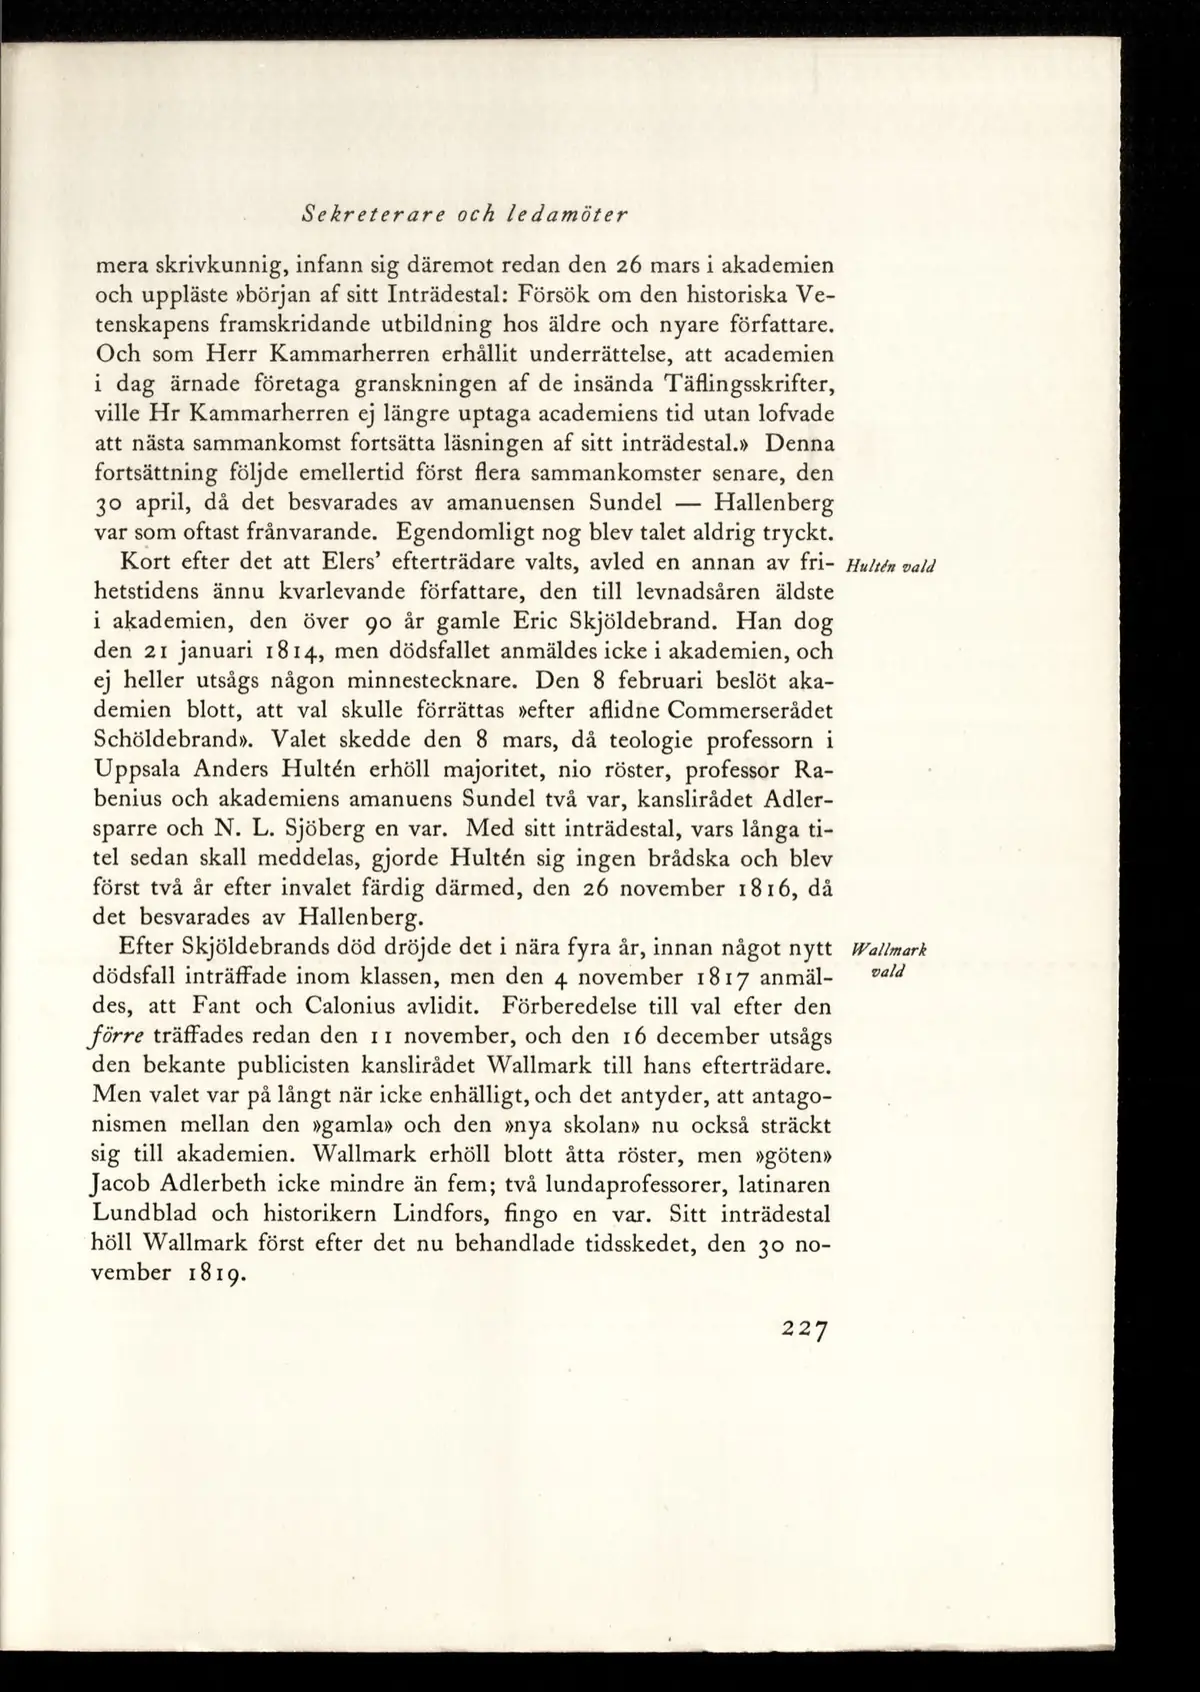 Sekreterare och ledamöter
mera skrivkunnig, infann sig däremot redan den 26 mars i akademien
och uppläste »början af sitt Inträdestal: Försök om den historiska Ve-
tenskapens framskridande utbildning hos äldre och nyare författare.
Och som Herr Kammarherren erhållit underrättelse, att academien
i dag ärnade företaga granskningen af de insända Täflingsskrifter,
ville Hr Kammarherren ej längre uptaga academiens tid utan lofvade
att nästa sammankomst fortsätta läsningen af sitt inträdestal.» Denna
fortsättning följde emellertid först flera sammankomster senare, den
30 april, då det besvarades av amanuensen Sundel — Hallenberg
var som oftast frånvarande. Egendomligt nog blev talet aldrig tryckt.
Kort efter det att Elers’ efterträdare valts, avled en annan av fri-
Hultén vald
hetstidens ännu kvarlevande författare, den till levnadsåren äldste
i akademien, den över 90 år gamle Eric Skjöldebrand. Han dog
den 21 januari 1814, men dödsfallet anmäldes icke i akademien, och
ej heller utsågs någon minnestecknare. Den 8 februari beslöt aka-
demien blott, att val skulle förrättas »efter aflidne Commerserådet
Schöldebrand». Valet skedde den 8 mars, då teologie professorn i
Uppsala Anders Hultén erhöll majoritet, nio röster, professor Ra-
benius och akademiens amanuens Sundel två var, kanslirådet Adler-
sparre och N. L. Sjöberg en var. Med sitt inträdestal, vars långa ti-
tel sedan skall meddelas, gjorde Hultén sig ingen brådska och blev
först två år efter invalet färdig därmed, den 26 november 1816, då
det besvarades av Hallenberg.
Efter Skjöldebrands död dröjde det i nära fyra år, innan något nytt
Wallmark
vald
dödsfall inträffade inom klassen, men den 4 november 1817 anmäl-
des, att Fant och Calonius avlidit. Förberedelse till val efter den
förre träffades redan den 11 november, och den 16 december utsågs
den bekante publicisten kanslirådet Wallmark till hans efterträdare.
Men valet var på långt när icke enhälligt, och det antyder, att antago-
nismen mellan den »gamla» och den »nya skolan» nu också sträckt
sig till akademien. Wallmark erhöll blott åtta röster, men »göten»
Jacob Adlerbeth icke mindre än fem; två lundaprofessorer, latinaren
Lundblad och historikern Lindfors, fingo en var. Sitt inträdestal
höll Wallmark först efter det nu behandlade tidsskedet, den 30 no-
vember 1819.
227